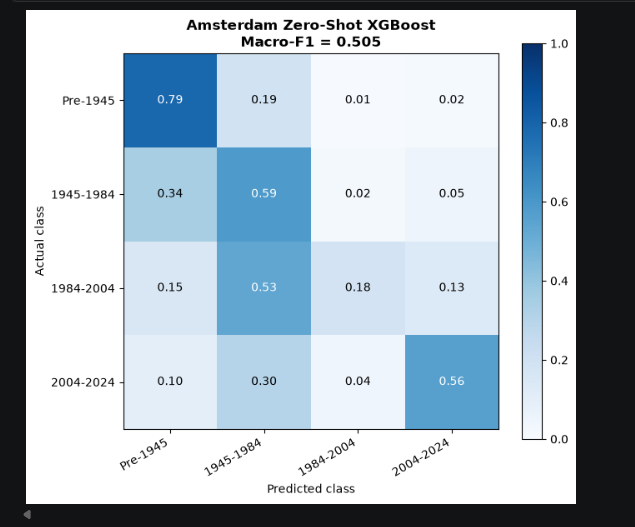 Amsterdam Zero-Shot XGBoost
Macro-F1 = 0.505
1.0
0.8
0.6
0.4
0.2
0.0
Actual class
Pre-1945
0.79 0.19 0.01 0.02
1945-1984
0.34 0.59 0.02 0.05
1984-2004
0.15 0.53 0.18 0.13
2004-2024
0.10 0.30 0.04 0.56
Pre-1945
1945-1984
1984-2004
2004-2024
Predicted class